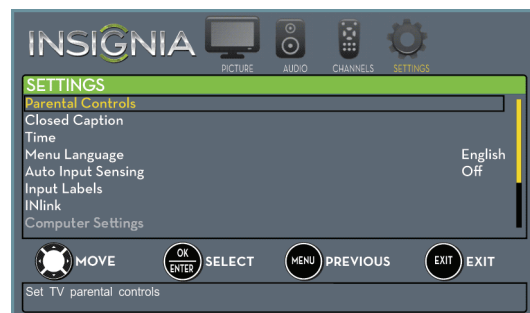 INSIGNIA
PICTURE AUDIO CHANNELS SETTINGS
SETTINGS
Parental Controls
Closed Caption
Time
Menu Language English
Auto Input Sensing Off
Input Labels
INlink
Computer Settings
MOVE OK ENTER SELECT MENU PREVIOUS EXIT EXIT
Set TV parental controls